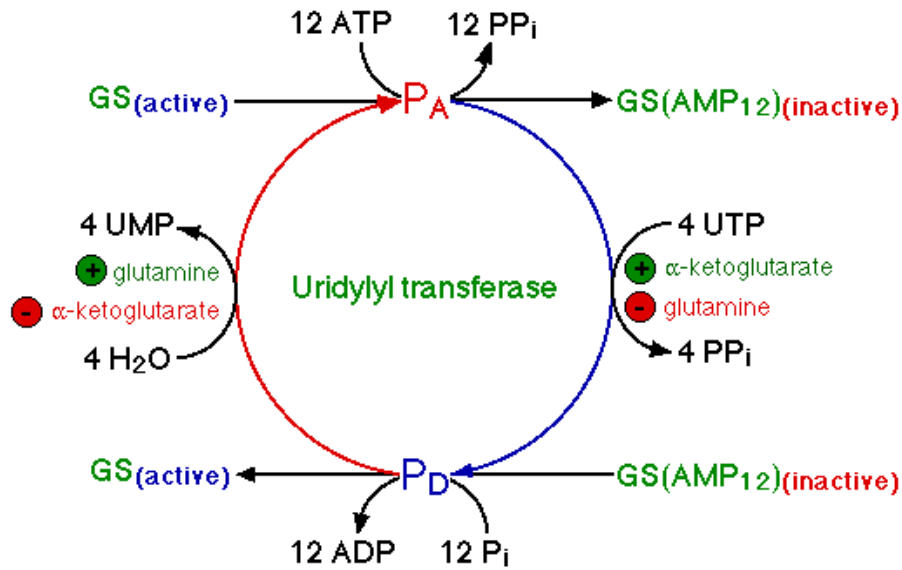 12 ATP 12 PPi
GS(active) PA GS(AMP12)(inactive)
4 UMP 4 UTP
+ glutamine + α-ketoglutarate
Uridylyl transferase
- α-ketoglutarate - glutamine
4 H2O 4 PPi
GS(active) PD GS(AMP12)(inactive)
12 ADP 12 Pi